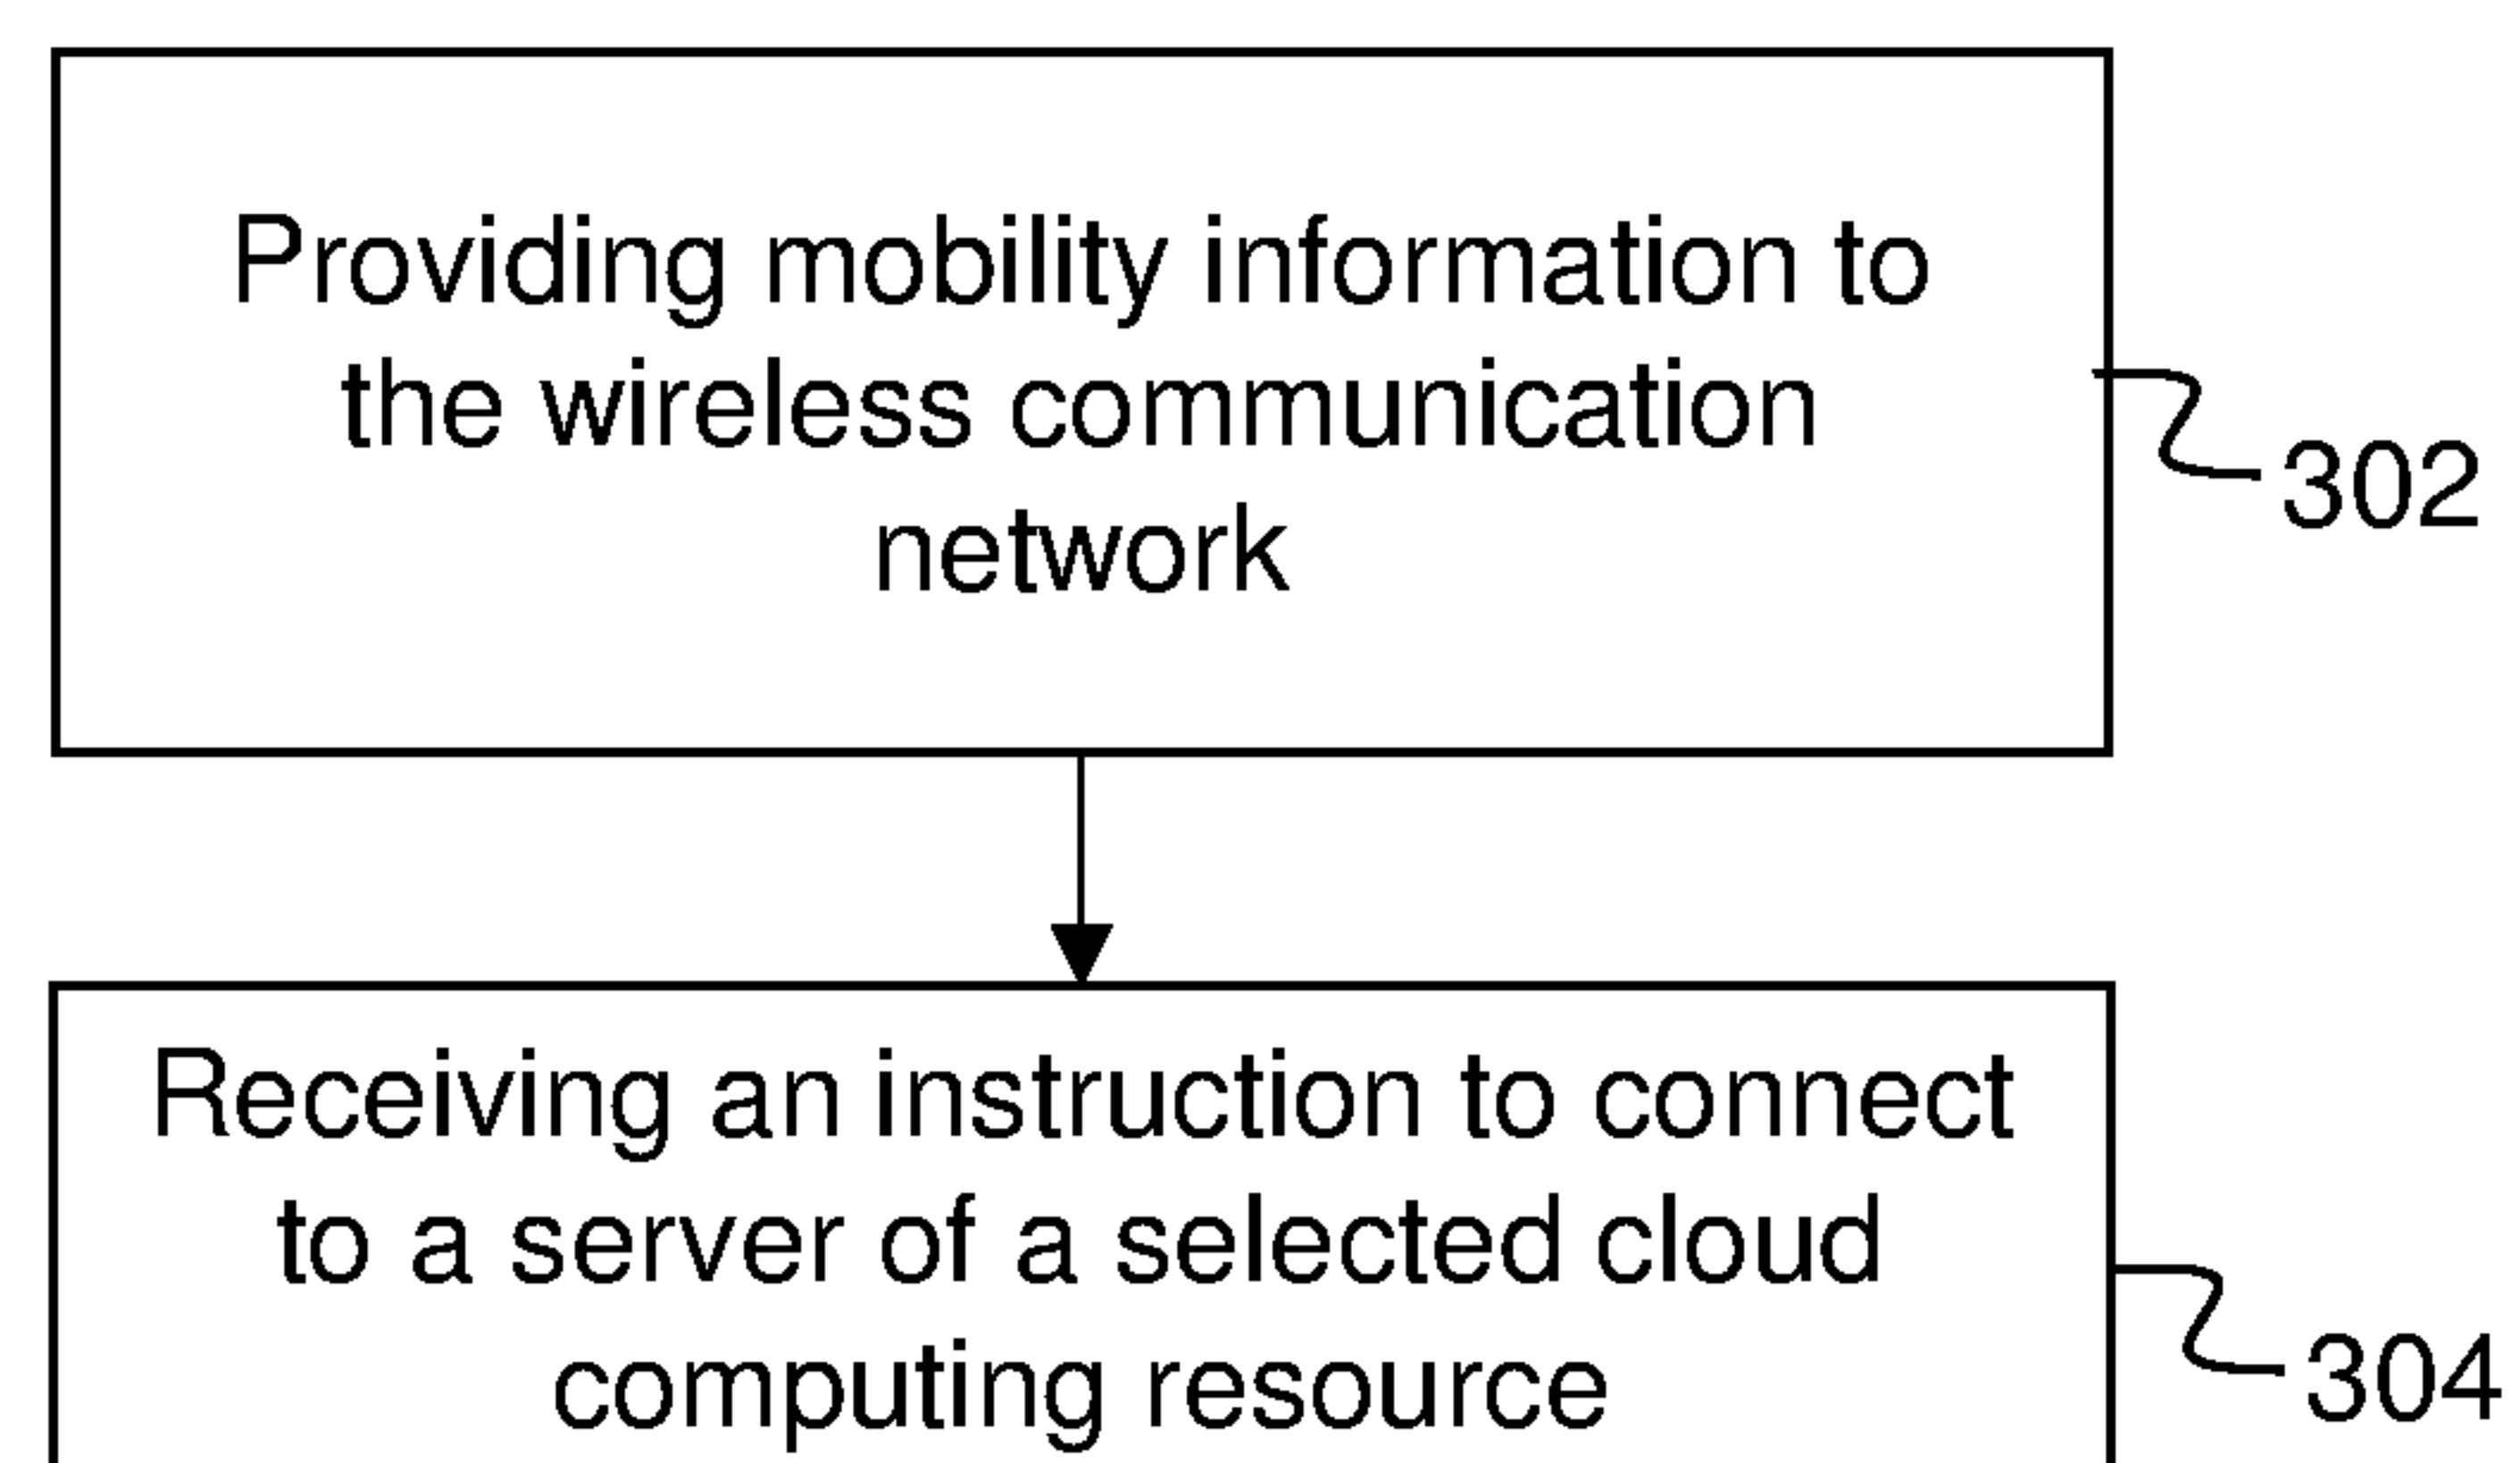 Providing mobility information to
the wireless communication
network
302
Receiving an instruction to connect
to a server of a selected cloud
computing resource
304